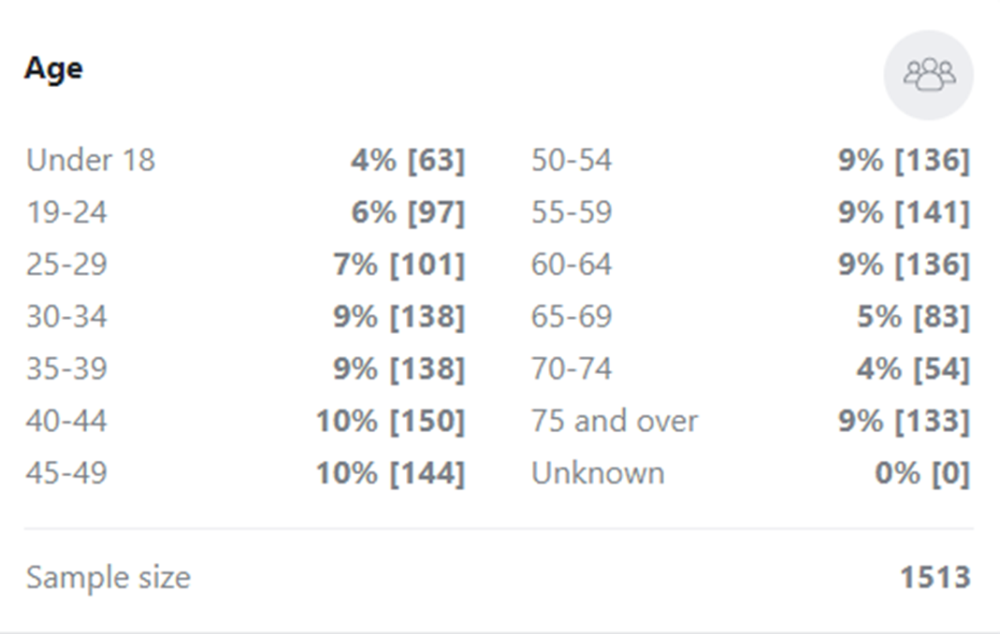 Age
Under 18 4% [63]
19-24 6% [97]
25-29 7% [101]
30-34 9% [138]
35-39 9% [138]
40-44 10% [150]
45-49 10% [144]
50-54 9% [136]
55-59 9% [141]
60-64 9% [136]
65-69 5% [83]
70-74 4% [54]
75 and over 9% [133]
Unknown 0% [0]
Sample size 1513